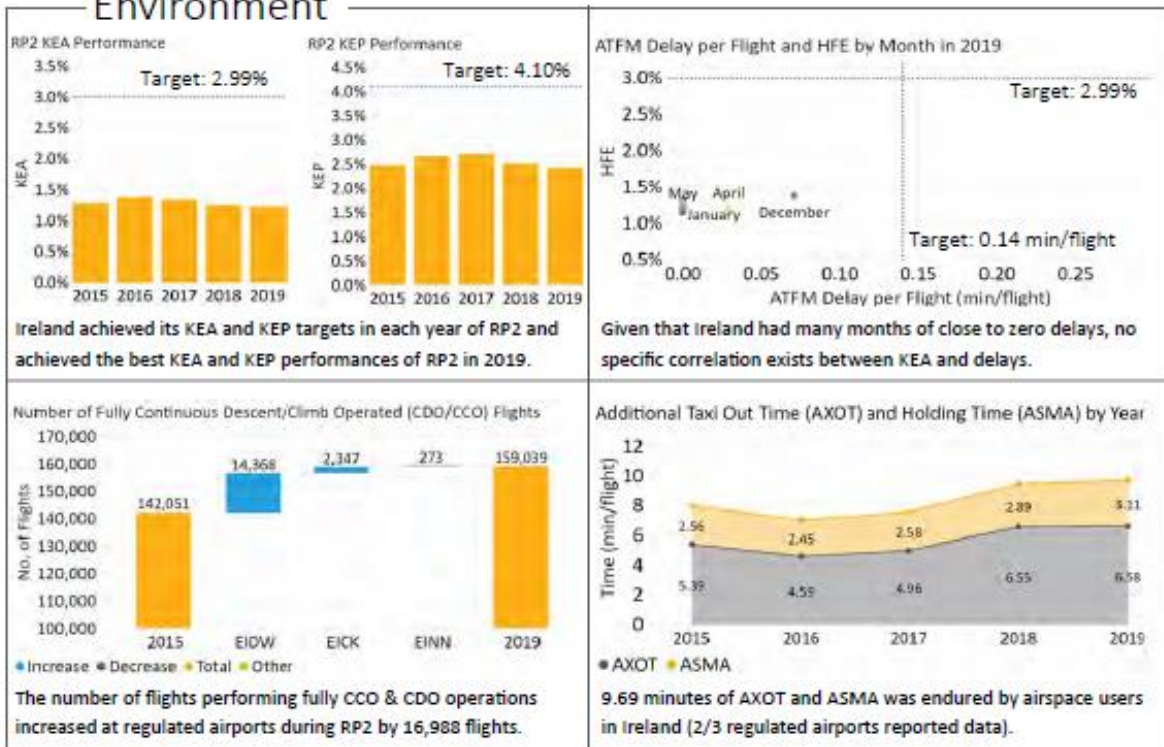 Environment
RP2 KEA Performance
3.5%
Target: 2.99%
3.0%
2.5%
2.0%
KEA
1.5%
1.0%
0.5%
0.0%
2015 2016 2017 2018 2019
RP2 KEP Performance
4.5%
Target: 4.10%
4.0%
3.5%
3.0%
KEP
2.5%
2.0%
1.5%
1.0%
0.5%
0.0%
2015 2016 2017 2018 2019
Ireland achieved its KEA and KEP targets in each year of RP2 and
achieved the best KEA and KEP performances of RP2 in 2019.
ATFM Delay per Flight and HFE by Month in 2019
3.0%
Target: 2.99%
2.5%
HFE
2.0%
1.5%
May April
1.0%
January December
Target: 0.14 min/flight
0.5%
0.00 0.05 0.10 0.15 0.20 0.25
ATFM Delay per Flight (min/flight)
Given that Ireland had many months of close to zero delays, no
specific correlation exists between KEA and delays.
Number of Fully Continuous Descent/Climb Operated (CDO/CCO) Flights
170,000
160,000
150,000
140,000
130,000
120,000
110,000
100,000
No. of Flights
142,051
14,368
2,347
273
159,039
2015 EIDW EICK EINN 2019
Increase Decrease Total Other
The number of flights performing fully CCO & CDO operations
increased at regulated airports during RP2 by 16,988 flights.
Additional Taxi Out Time (AXOT) and Holding Time (ASMA) by Year
12
10
8
6
4
2
0
Time (min/flight)
2.56 2.45 2.58 2.89 3.11
5.39 4.59 4.96 6.55 6.58
2015 2016 2017 2018 2019
AXOT ASMA
9.69 minutes of AXOT and ASMA was endured by airspace users
in Ireland (2/3 regulated airports reported data).